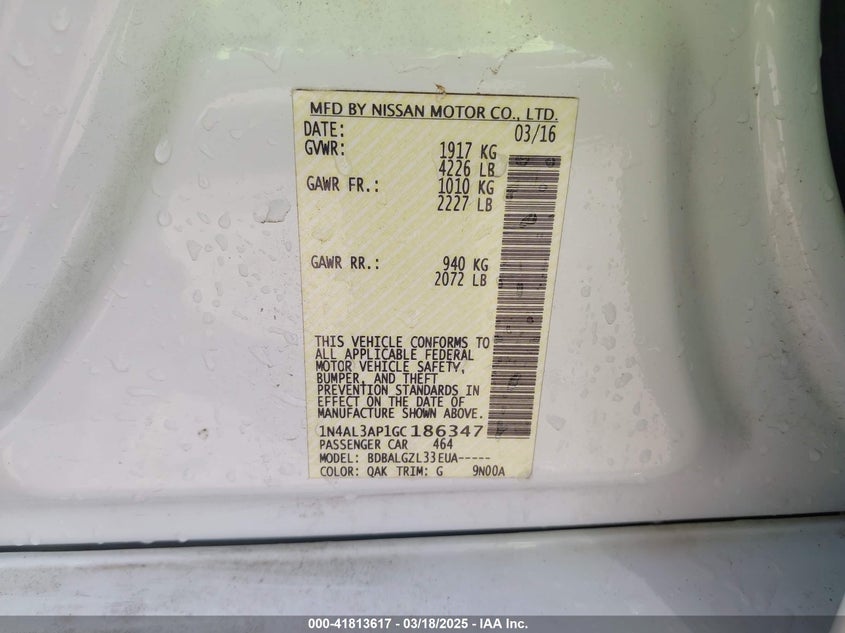 MFD BY NISSAN MOTOR CO., LTD.
DATE: 03/16
GVWR: 1917 KG
4226 LB
GAWR FR.: 1010 KG
2227 LB
GAWR RR.: 940 KG
2072 LB
THIS VEHICLE CONFORMS TO
ALL APPLICABLE FEDERAL
MOTOR VEHICLE SAFETY,
BUMPER, AND THEFT
PREVENTION STANDARDS IN
EFFECT ON THE DATE OF
MANUFACTURE SHOWN ABOVE.
1N4AL3AP1GC186347
PASSENGER CAR 464
MODEL: BDBALGZL33EUA-----
COLOR: QAK TRIM: G 9N00A
000-41813617 - 03/18/2025 - IAA Inc.